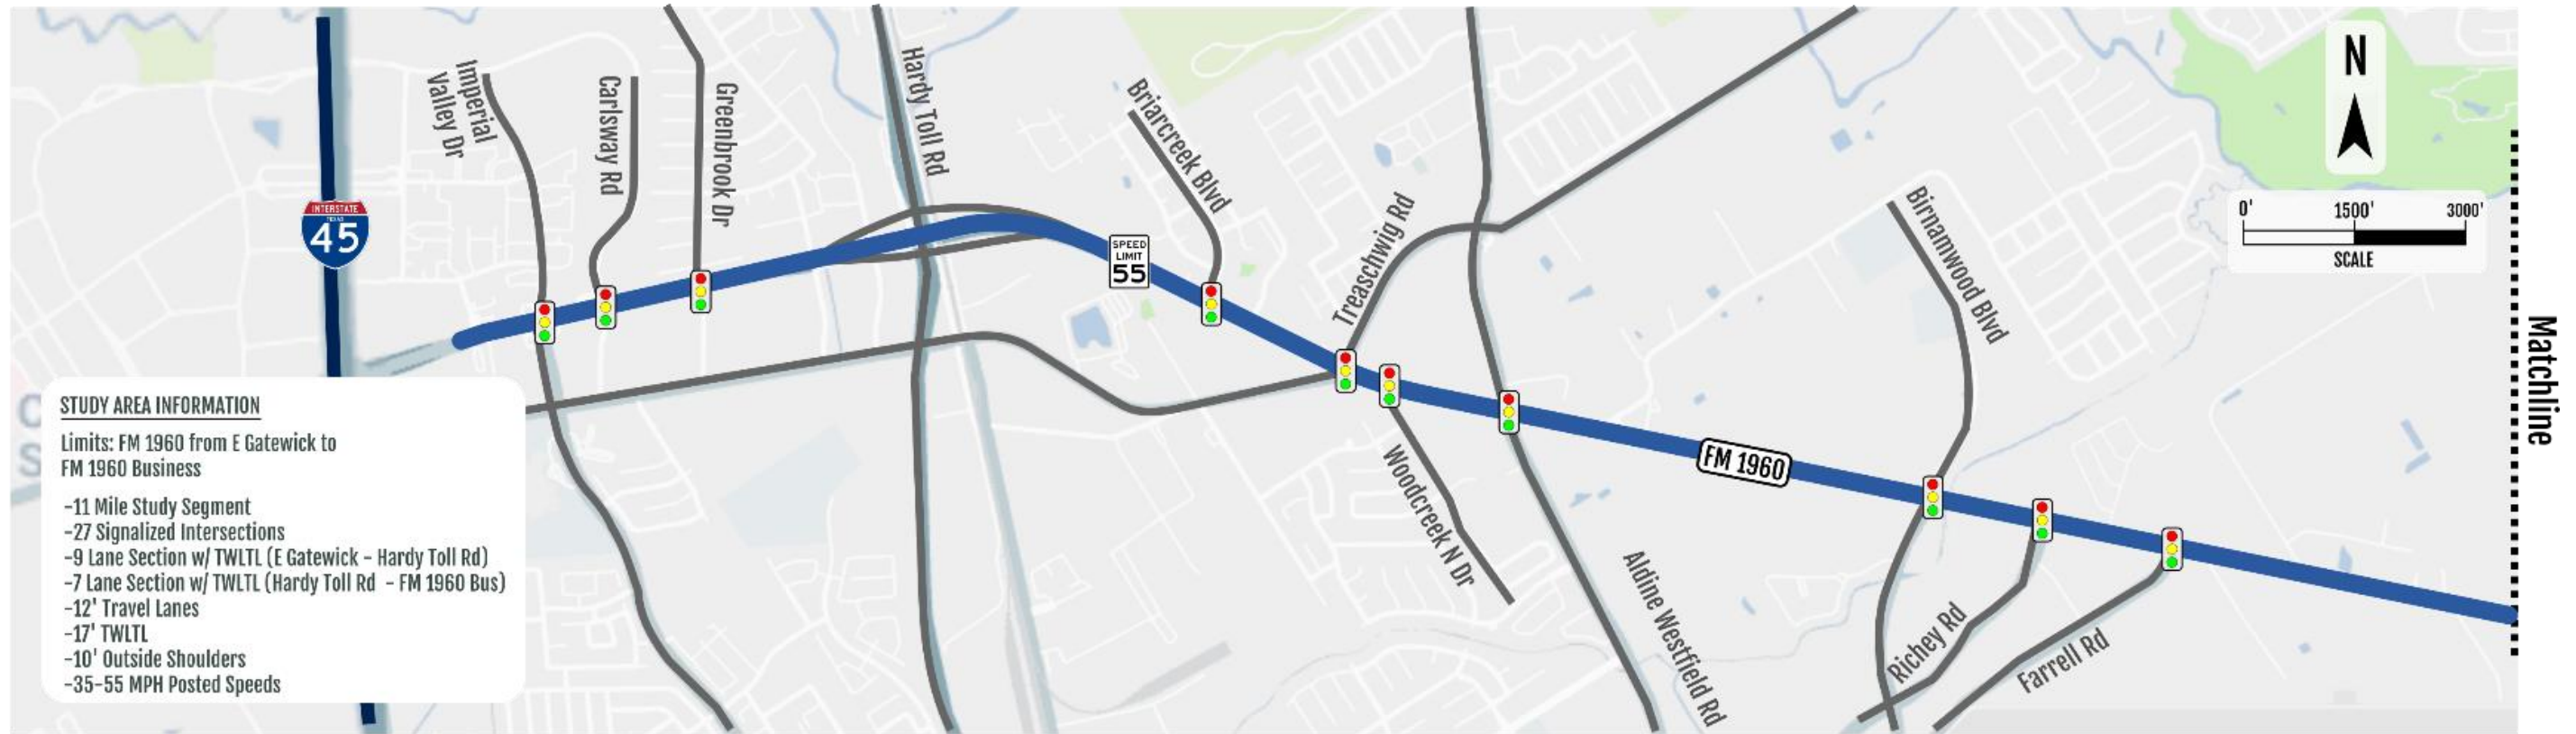 Imperial
Valley Dr
Carlsway Rd
Greenbrook Dr
Hardy Toll Rd
Briarcreek Blvd
Treaschwig Rd
Birnamwood Blvd
N
0' 1500' 3000'
SCALE
INTERSTATE
TEXAS
45
SPEED
LIMIT
55
Matchline
C
S
STUDY AREA INFORMATION
Limits: FM 1960 from E Gatewick to
FM 1960 Business
-11 Mile Study Segment
-27 Signalized Intersections
-9 Lane Section w/ TWLTL (E Gatewick - Hardy Toll Rd)
-7 Lane Section w/ TWLTL (Hardy Toll Rd - FM 1960 Bus)
-12' Travel Lanes
-17' TWLTL
-10' Outside Shoulders
-35-55 MPH Posted Speeds
FM 1960
Woodcreek N Dr
Aldine Westfield Rd
Richey Rd
Farrell Rd